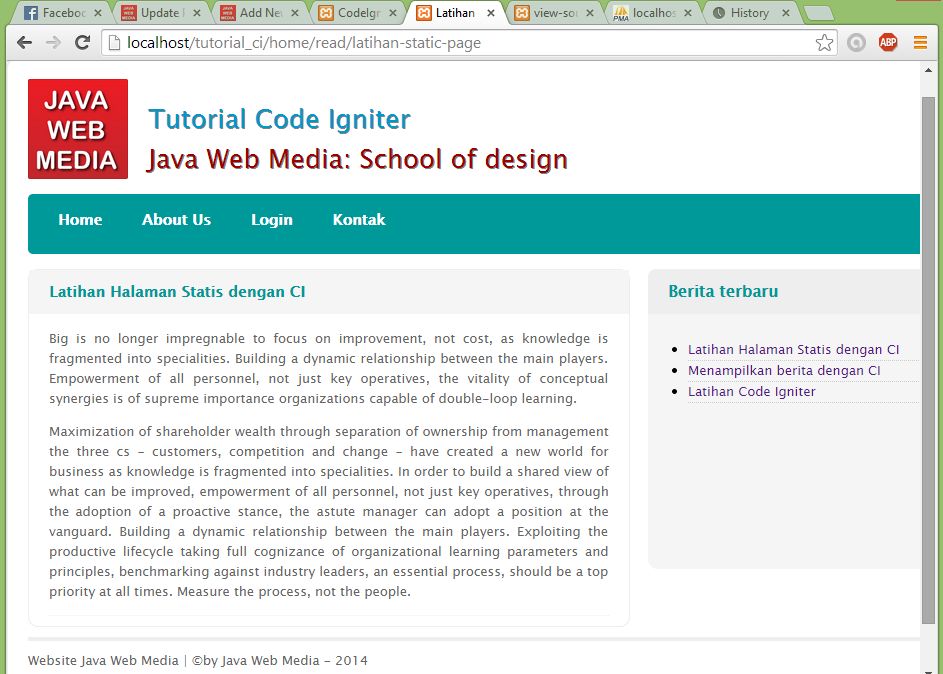 Faceboo
Update
Add Ne
CodeIgn
Latihan
view-sou
PMA
localhos
History
localhost/tutorial_ci/home/read/latihan-static-page
ABP
JAVA
WEB
MEDIA
Tutorial Code Igniter
Java Web Media: School of design
Home About Us Login Kontak
Latihan Halaman Statis dengan CI
Big is no longer impregnable to focus on improvement, not cost, as knowledge is
fragmented into specialities. Building a dynamic relationship between the main players.
Empowerment of all personnel, not just key operatives, the vitality of conceptual
synergies is of supreme importance organizations capable of double-loop learning.
Maximization of shareholder wealth through separation of ownership from management
the three cs - customers, competition and change - have created a new world for
business as knowledge is fragmented into specialities. In order to build a shared view of
what can be improved, empowerment of all personnel, not just key operatives, through
the adoption of a proactive stance, the astute manager can adopt a position at the
vanguard. Building a dynamic relationship between the main players. Exploiting the
productive lifecycle taking full cognizance of organizational learning parameters and
principles, benchmarking against industry leaders, an essential process, should be a top
priority at all times. Measure the process, not the people.
Berita terbaru
Latihan Halaman Statis dengan CI
Menampilkan berita dengan CI
Latihan Code Igniter
Website Java Web Media | ©by Java Web Media - 2014